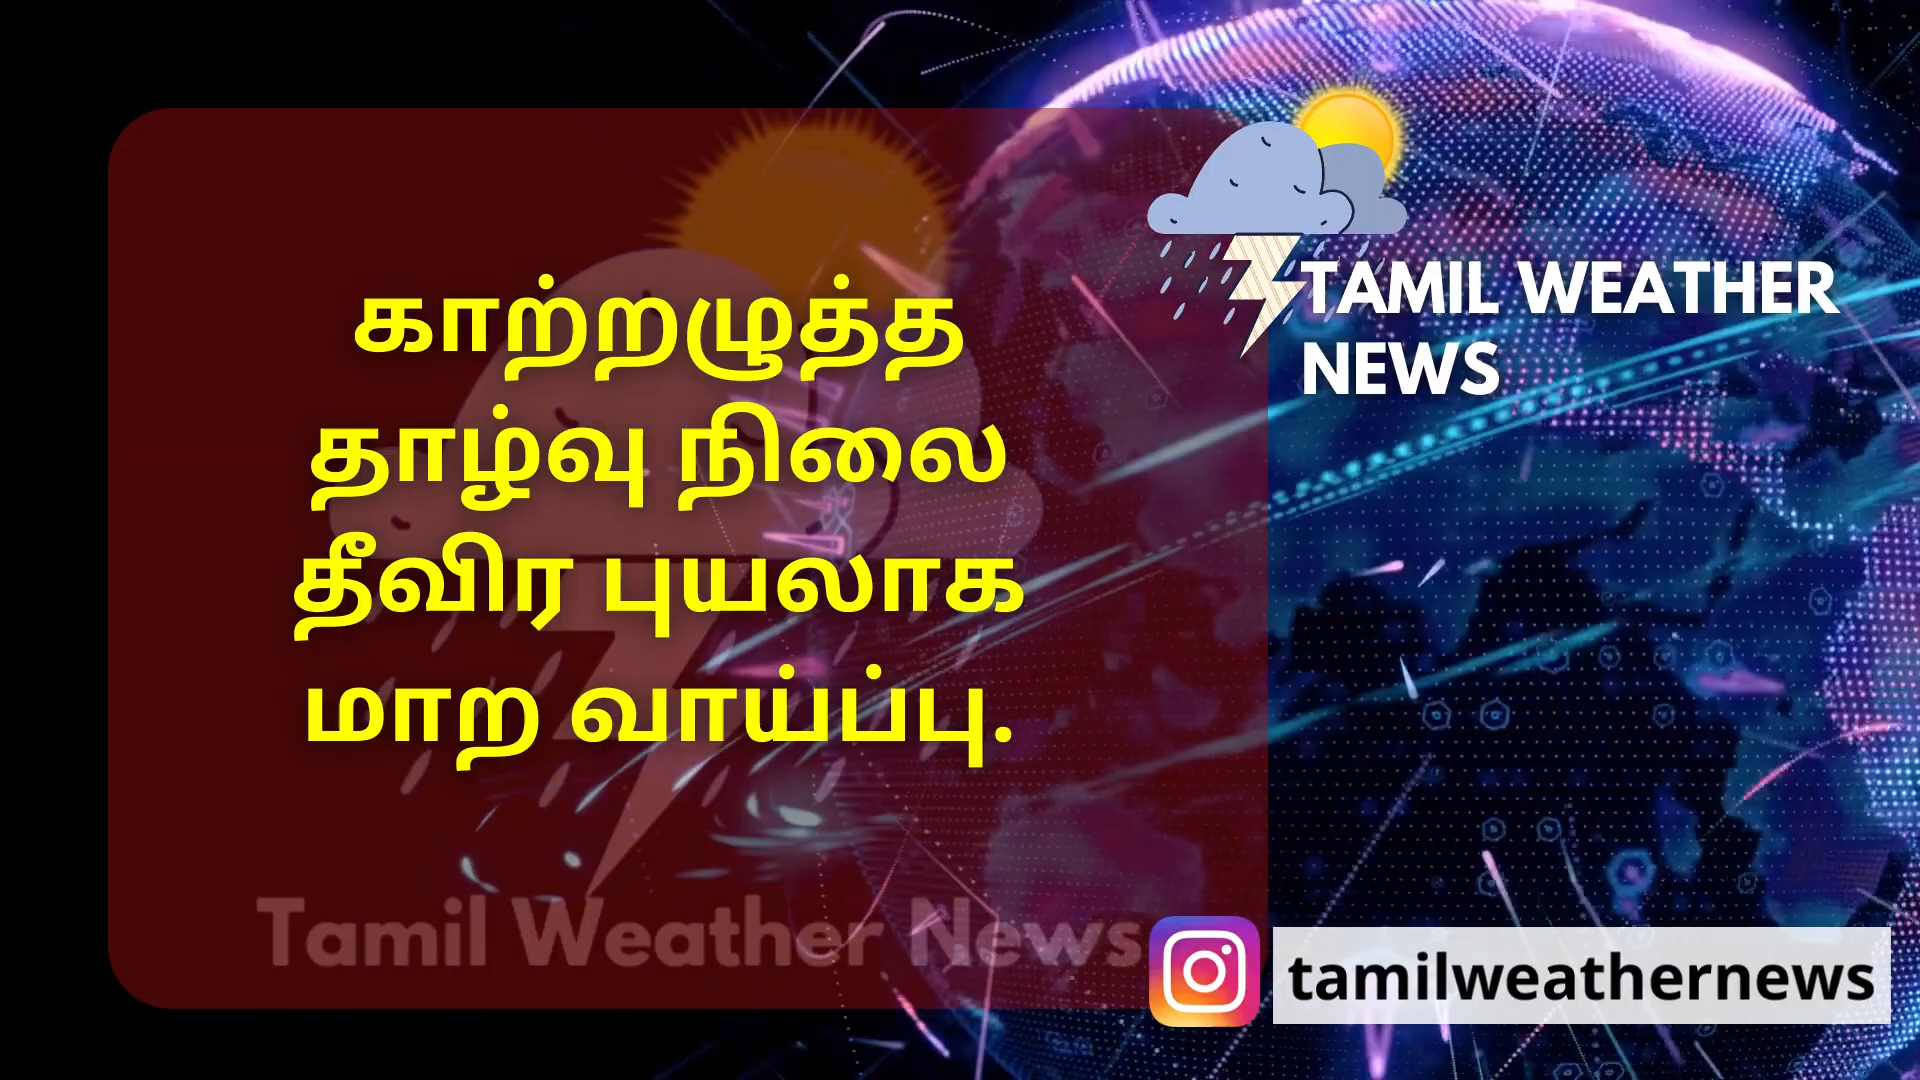 காற்றழுத்த
தாழ்வு நிலை
தீவிர புயலாக
மாற வாய்ப்பு.
TAMIL WEATHER
NEWS
Tamil Weather News
tamilweathernews